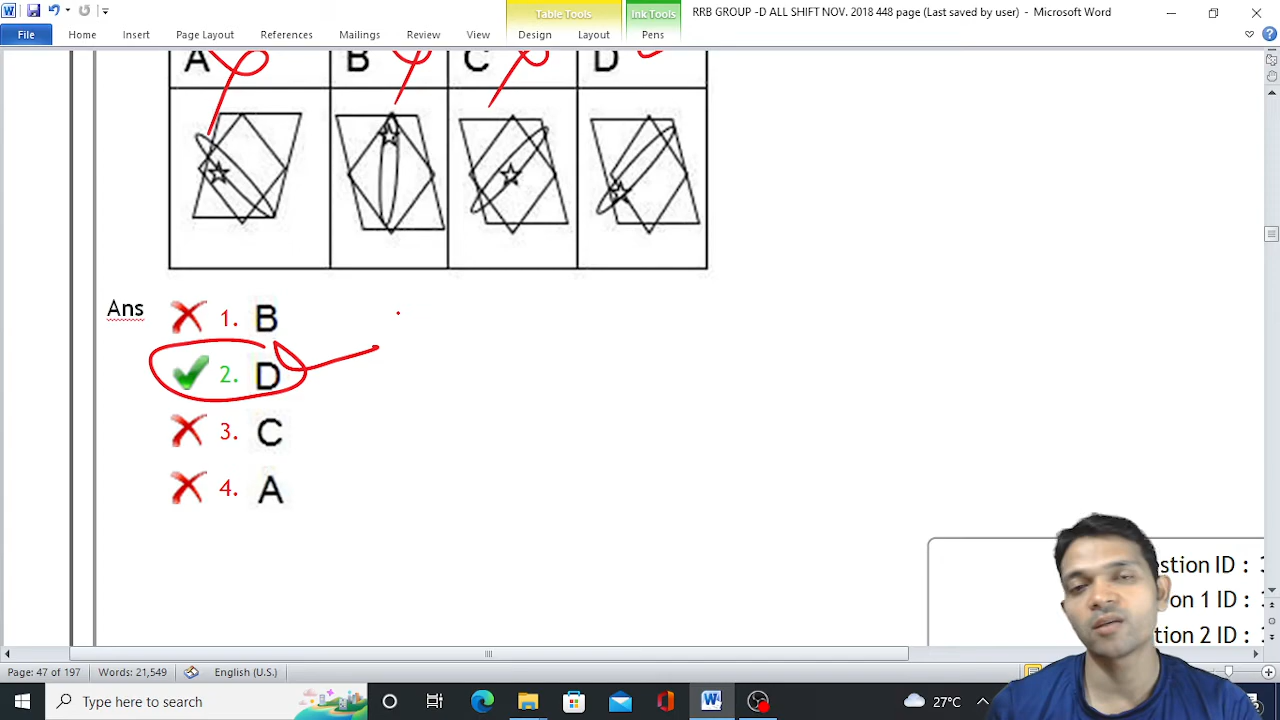 RRB GROUP -D ALL SHIFT NOV. 2018 448 page (Last saved by user) - Microsoft Word
Table Tools
Ink Tools
File
Home
Insert
Page Layout
References
Mailings
Review
View
Design
Layout
Pens
A B C D
Ans
1. B
2. D
3. C
4. A
estion ID :
on 1 ID :
tion 2 ID :
Page: 47 of 197
Words: 21,549
English (U.S.)
Type here to search
27°C